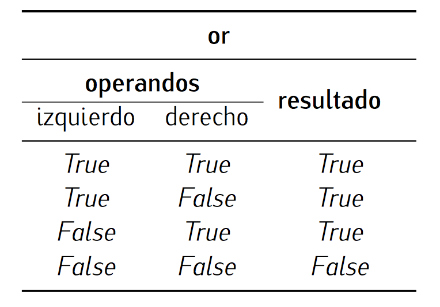 or
operandos
resultado
izquierdo derecho
True True True
True False True
False True True
False False False